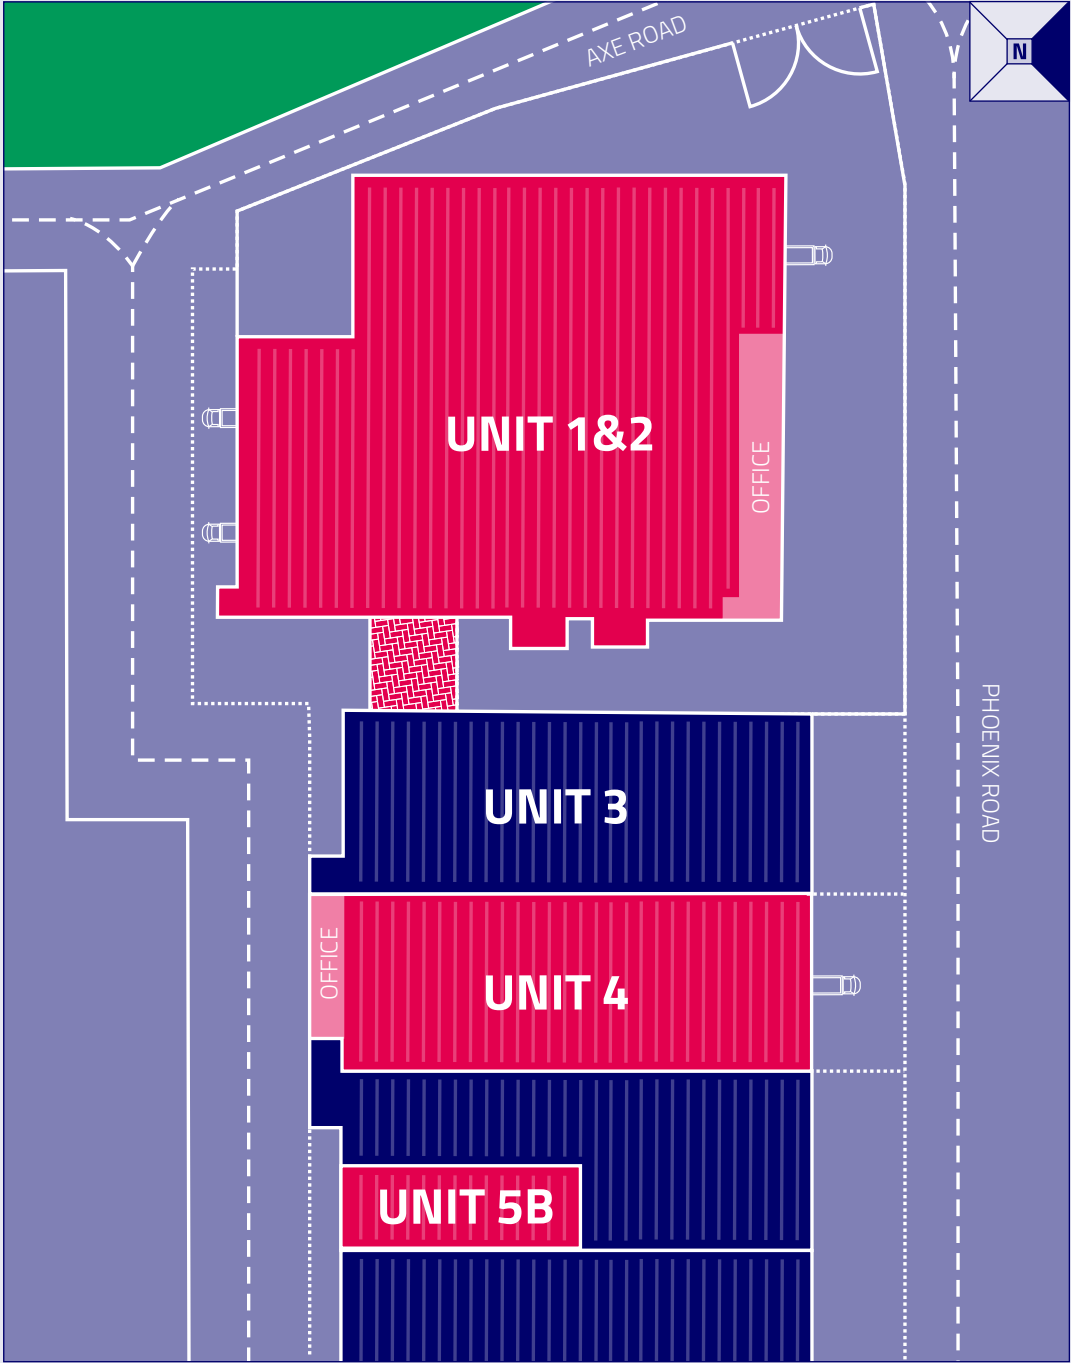 AXE ROAD
N
UNIT 1&2
OFFICE
PHOENIX ROAD
UNIT 3
OFFICE
UNIT 4
UNIT 5B